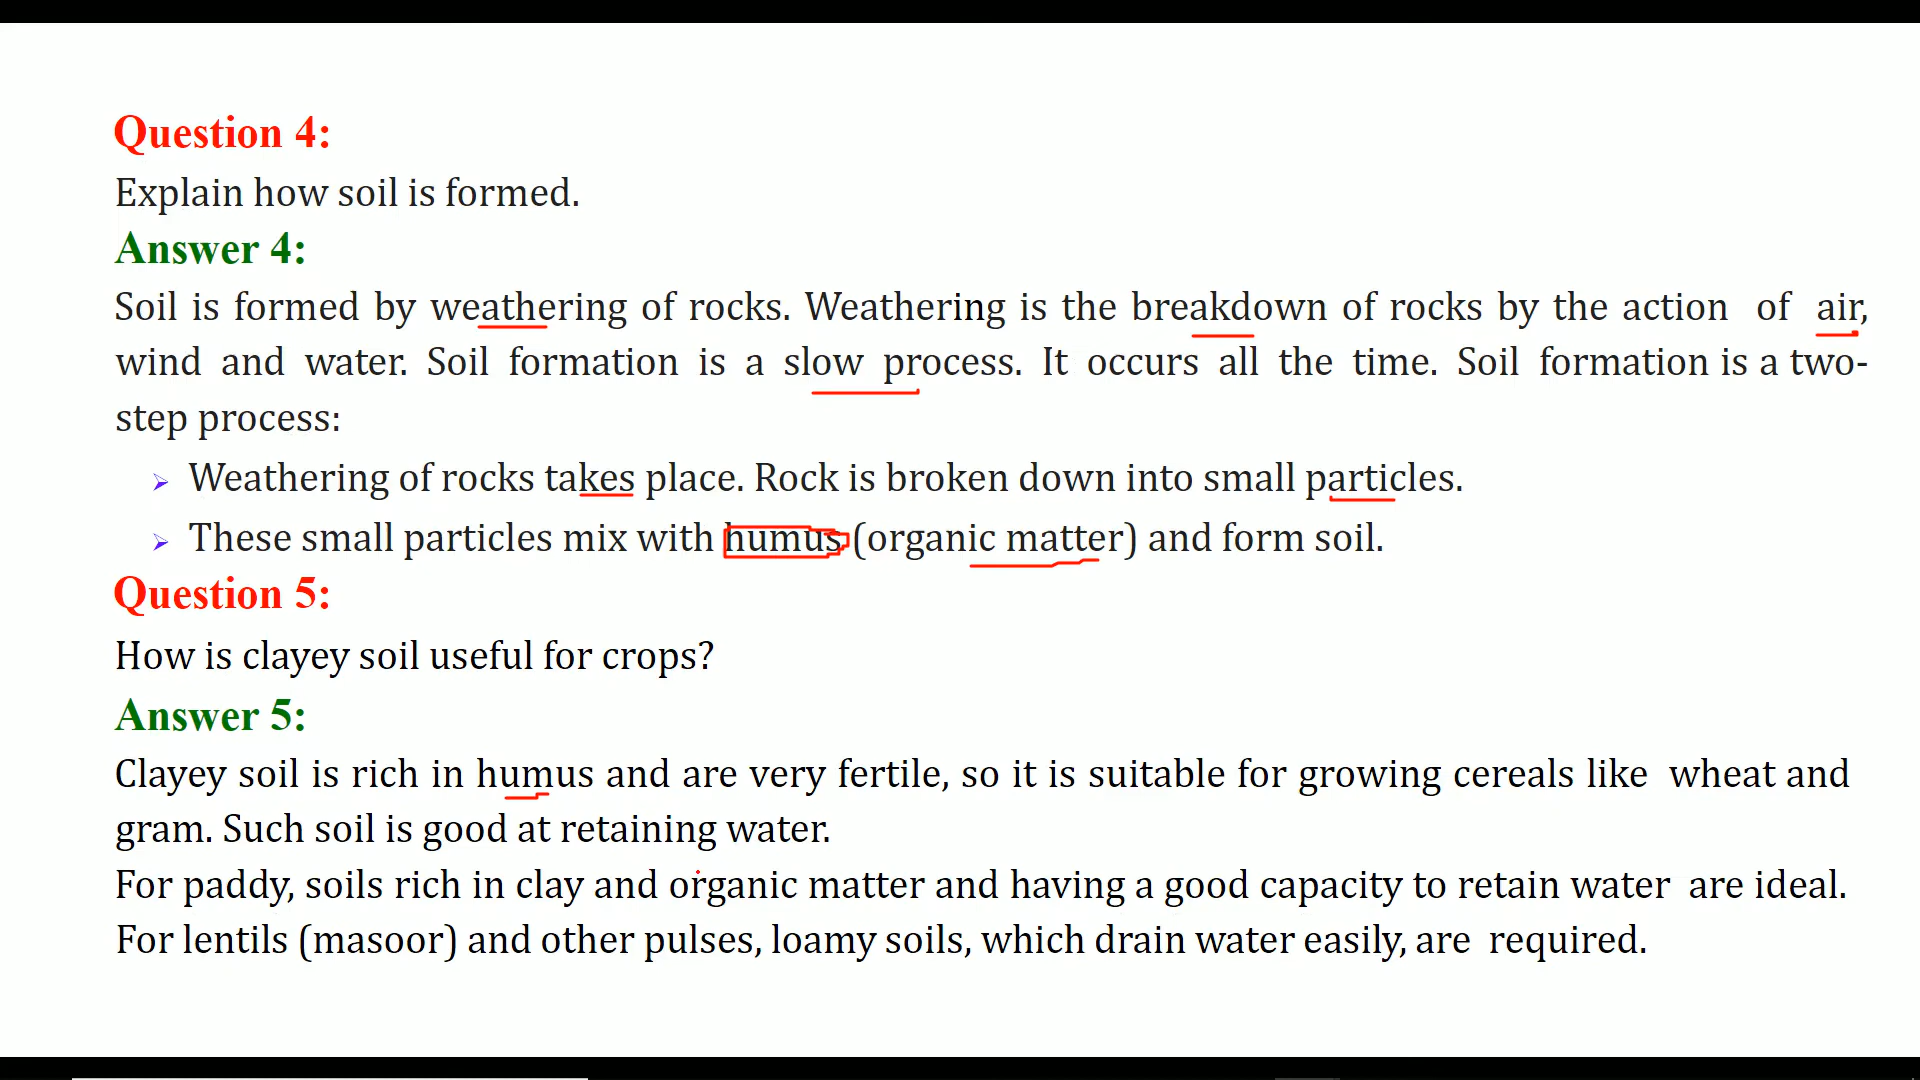 Question 4:
Explain how soil is formed.
Answer 4:
Soil is formed by weathering of rocks. Weathering is the breakdown of rocks by the action of air,
wind and water. Soil formation is a slow process. It occurs all the time. Soil formation is a two-
step process:
➢ Weathering of rocks takes place. Rock is broken down into small particles.
➢ These small particles mix with humus (organic matter) and form soil.
Question 5:
How is clayey soil useful for crops?
Answer 5:
Clayey soil is rich in humus and are very fertile, so it is suitable for growing cereals like wheat and
gram. Such soil is good at retaining water.
For paddy, soils rich in clay and organic matter and having a good capacity to retain water are ideal.
For lentils (masoor) and other pulses, loamy soils, which drain water easily, are required.